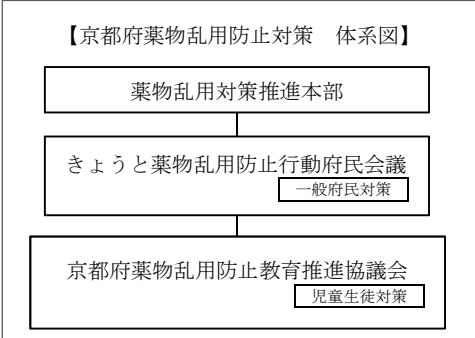 【京都府薬物乱用防止対策　体系図】
薬物乱用対策推進本部
きょうと薬物乱用防止行動府民会議
一般府民対策
京都府薬物乱用防止教育推進協議会
児童生徒対策